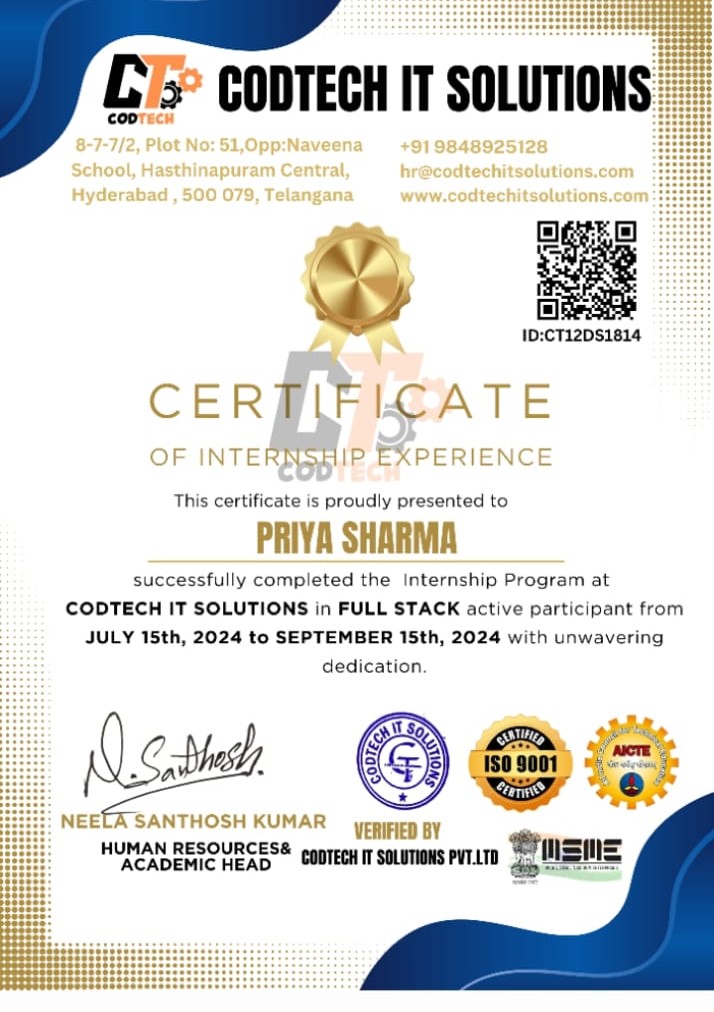 CT
CODTECH
CODTECH IT SOLUTIONS
8-7-7/2, Plot No: 51,Opp:Naveena
School, Hasthinapuram Central,
Hyderabad , 500 079, Telangana
+91 9848925128
hr@codtechitsolutions.com
www.codtechitsolutions.com
ID:CT12DS1814
CT
CODTECH
CERTIFICATE
OF INTERNSHIP EXPERIENCE
This certificate is proudly presented to
PRIYA SHARMA
successfully completed the Internship Program at
CODTECH IT SOLUTIONS in FULL STACK active participant from
JULY 15th, 2024 to SEPTEMBER 15th, 2024 with unwavering
dedication.
N.Santhosh.
NEELA SANTHOSH KUMAR
HUMAN RESOURCES&
ACADEMIC HEAD
CODTECH IT SOLUTIONS
CT
VERIFIED BY
CODTECH IT SOLUTIONS PVT.LTD
CERTIFIED
ISO 9001
CERTIFIED
AICTE
MSME